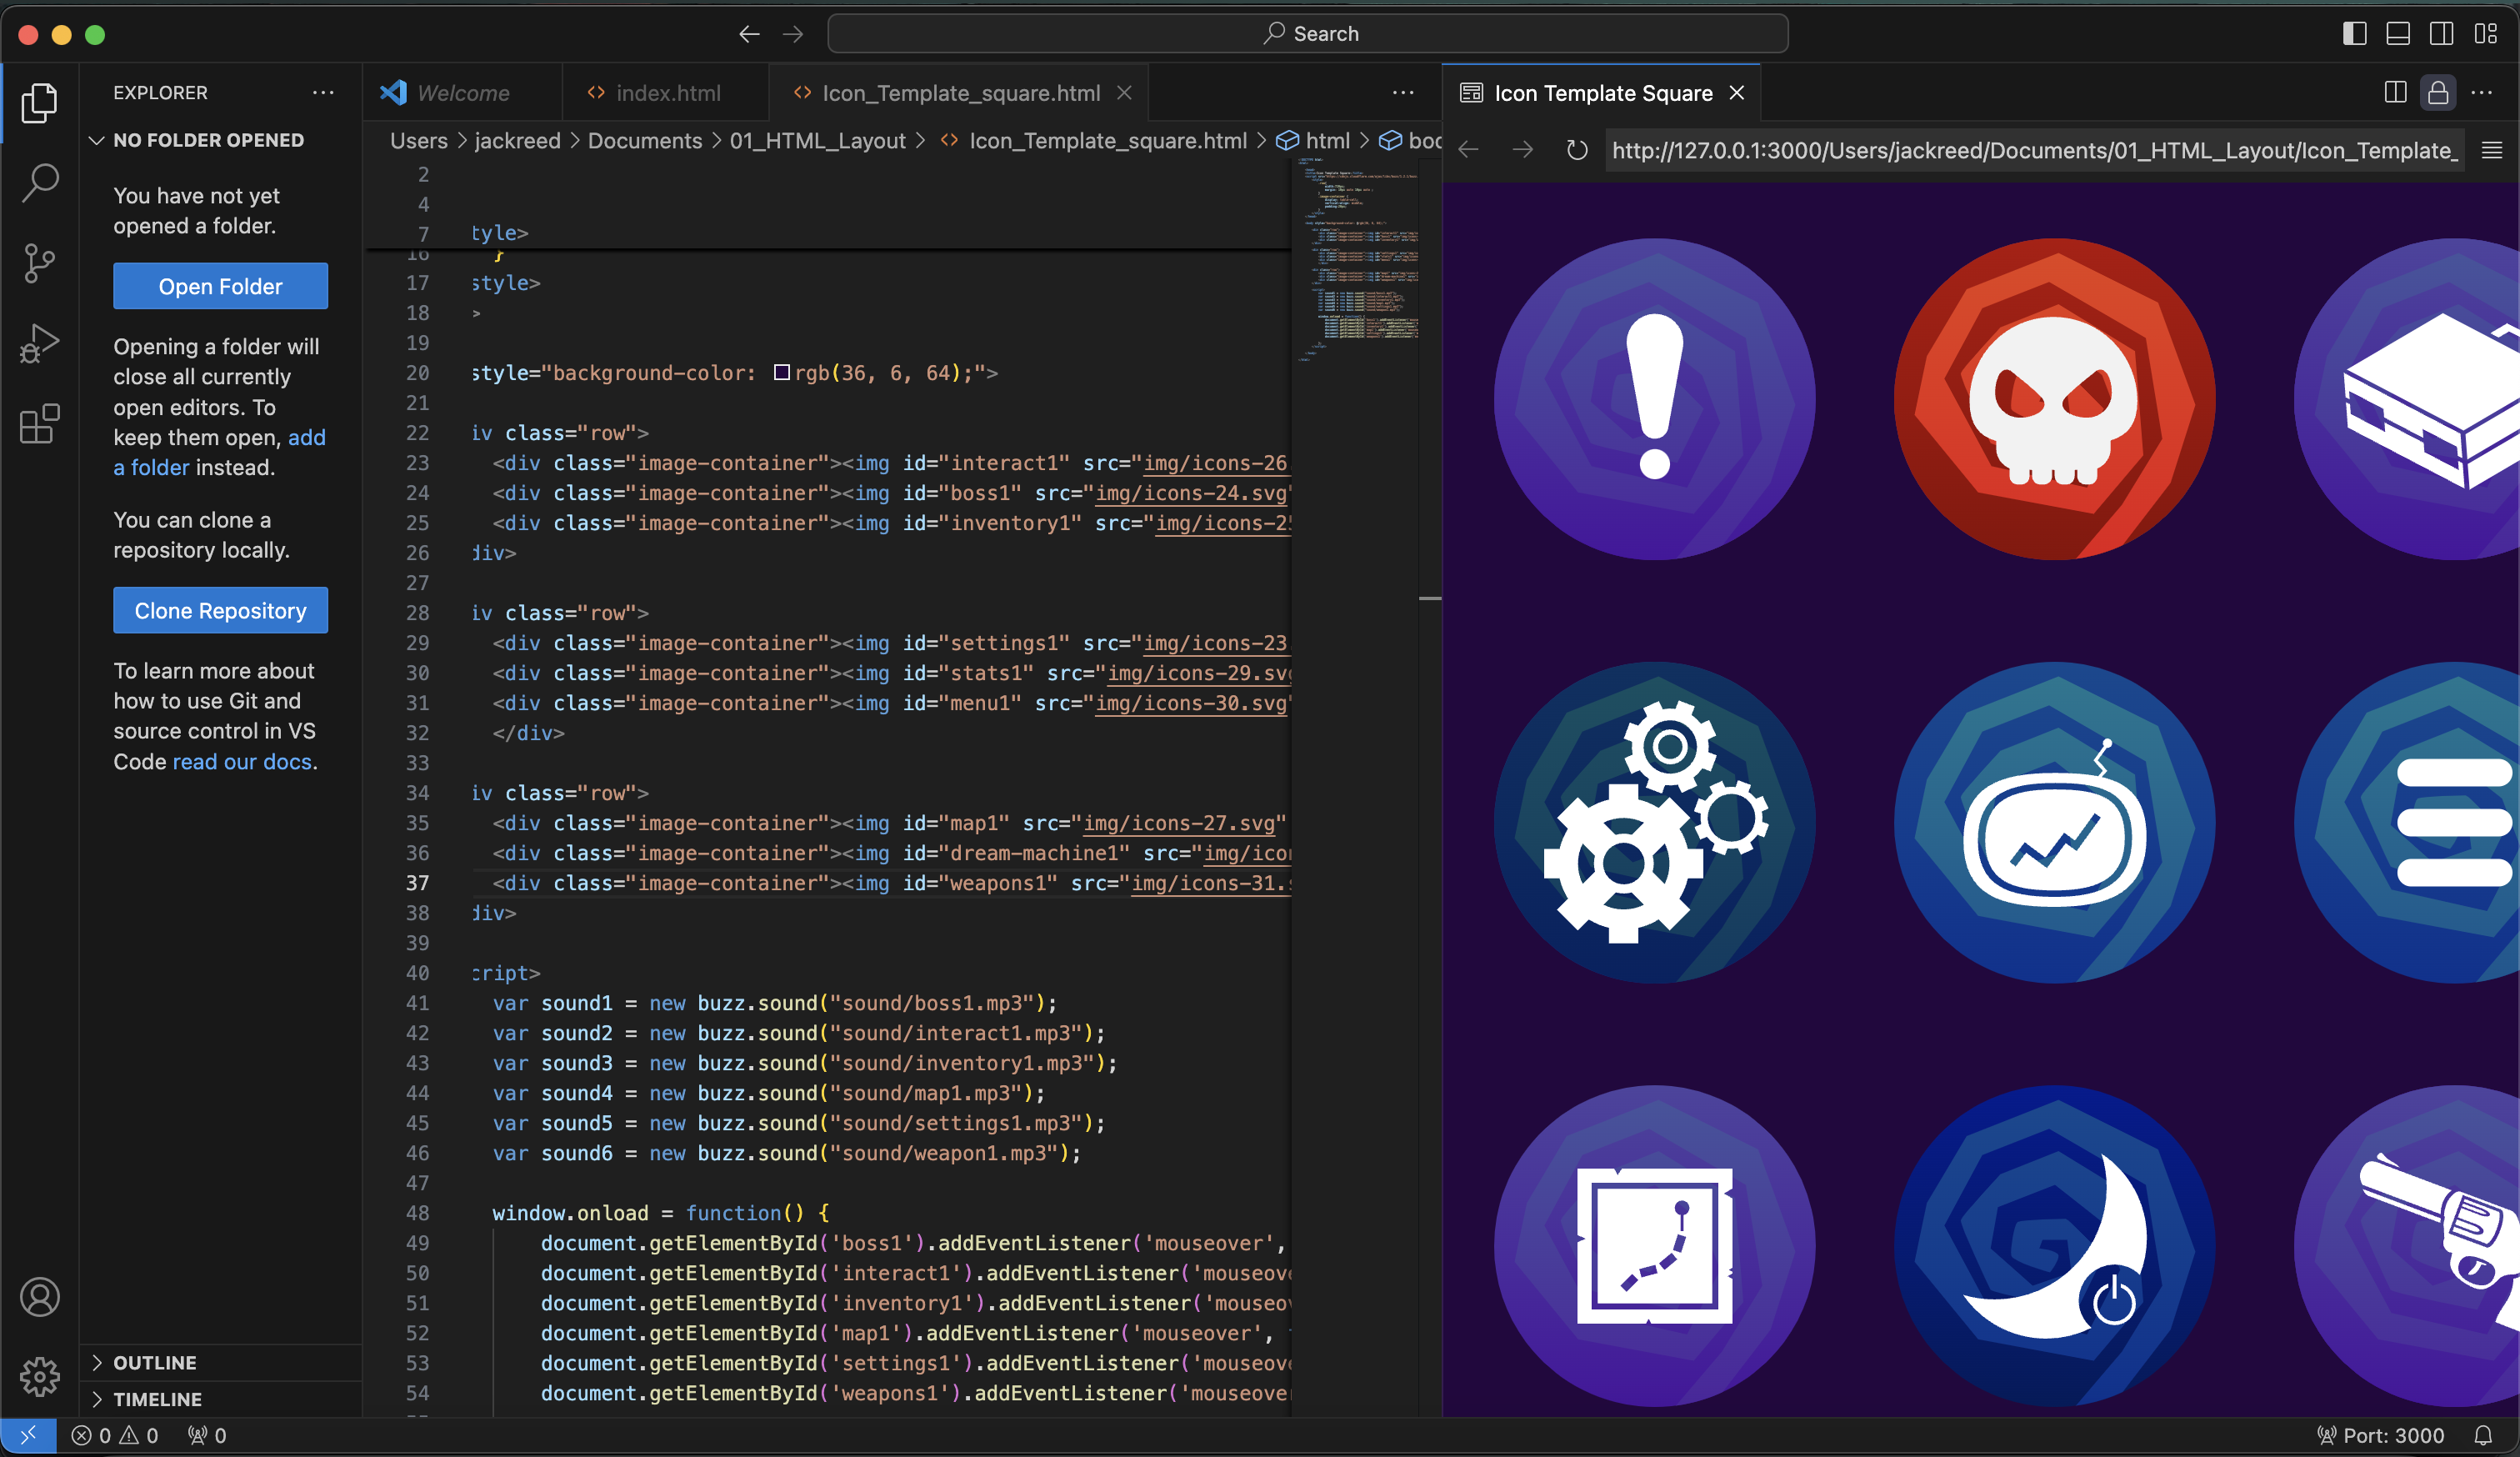 Search
EXPLORER
NO FOLDER OPENED
You have not yet
opened a folder.
Open Folder
Opening a folder will
close all currently
open editors. To
keep them open, add
a folder instead.
You can clone a
repository locally.
Clone Repository
To learn more about
how to use Git and
source control in VS
Code read our docs.
OUTLINE
TIMELINE
Welcome
index.html
Icon_Template_square.html
Users > jackreed > Documents > 01_HTML_Layout > Icon_Template_square.html > html >
2
4
7 tyle>
16 }
17 style>
18 >
19
20 style="background-color: rgb(36, 6, 64);">
21
22 iv class="row">
23 <div class="image-container"><img id="interact1" src="img/icons-26.
24 <div class="image-container"><img id="boss1" src="img/icons-24.svg"
25 <div class="image-container"><img id="inventory1" src="img/icons-25
26 div>
27
28 iv class="row">
29 <div class="image-container"><img id="settings1" src="img/icons-23.
30 <div class="image-container"><img id="stats1" src="img/icons-29.svg
31 <div class="image-container"><img id="menu1" src="img/icons-30.svg"
32 </div>
33
34 iv class="row">
35 <div class="image-container"><img id="map1" src="img/icons-27.svg"
36 <div class="image-container"><img id="dream-machine1" src="img/icon
37 <div class="image-container"><img id="weapons1" src="img/icons-31.s
38 div>
39
40 cript>
41 var sound1 = new buzz.sound("sound/boss1.mp3");
42 var sound2 = new buzz.sound("sound/interact1.mp3");
43 var sound3 = new buzz.sound("sound/inventory1.mp3");
44 var sound4 = new buzz.sound("sound/map1.mp3");
45 var sound5 = new buzz.sound("sound/settings1.mp3");
46 var sound6 = new buzz.sound("sound/weapon1.mp3");
47
48 window.onload = function() {
49 document.getElementById('boss1').addEventListener('mouseover',
50 document.getElementById('interact1').addEventListener('mouseove
51 document.getElementById('inventory1').addEventListener('mouseov
52 document.getElementById('map1').addEventListener('mouseover',
53 document.getElementById('settings1').addEventListener('mouseove
54 document.getElementById('weapons1').addEventListener('mouseover
Icon Template Square
http://127.0.0.1:3000/Users/jackreed/Documents/01_HTML_Layout/Icon_Template_
0 0 0
Port: 3000